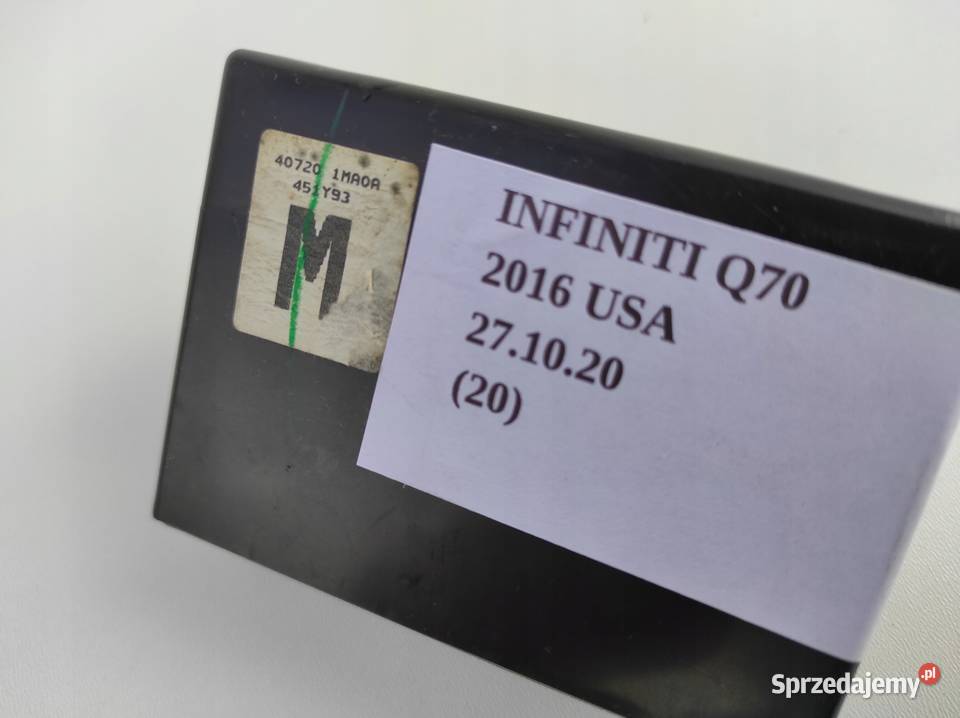 40720 1MA0A
451Y93
M
INFINITI Q70
2016 USA
27.10.20
(20)
Sprzedajemy.pl